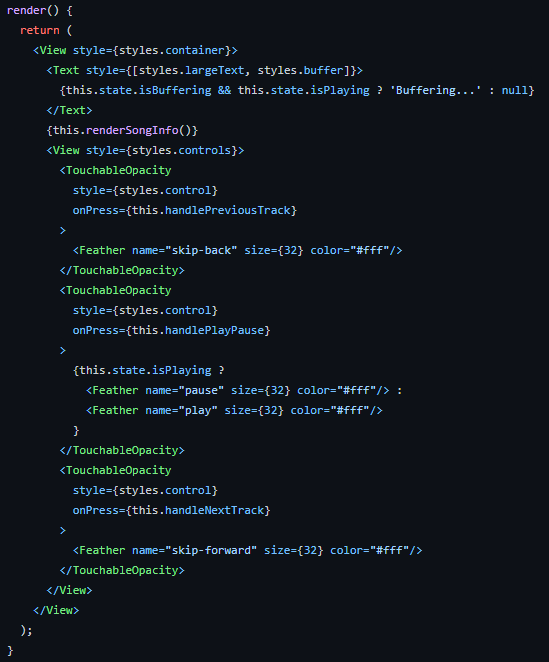 render() {
  return (
    <View style={styles.container}>
      <Text style={[styles.largeText, styles.buffer]}>
        {this.state.isBuffering && this.state.isPlaying ? 'Buffering...' : null}
      </Text>
      {this.renderSongInfo()}
      <View style={styles.controls}>
        <TouchableOpacity
          style={styles.control}
          onPress={this.handlePreviousTrack}
        >
          <Feather name="skip-back" size={32} color="#fff"/>
        </TouchableOpacity>
        <TouchableOpacity
          style={styles.control}
          onPress={this.handlePlayPause}
        >
          {this.state.isPlaying ?
            <Feather name="pause" size={32} color="#fff"/> :
            <Feather name="play" size={32} color="#fff"/>
          }
        </TouchableOpacity>
        <TouchableOpacity
          style={styles.control}
          onPress={this.handleNextTrack}
        >
          <Feather name="skip-forward" size={32} color="#fff"/>
        </TouchableOpacity>
      </View>
    </View>
  );
}